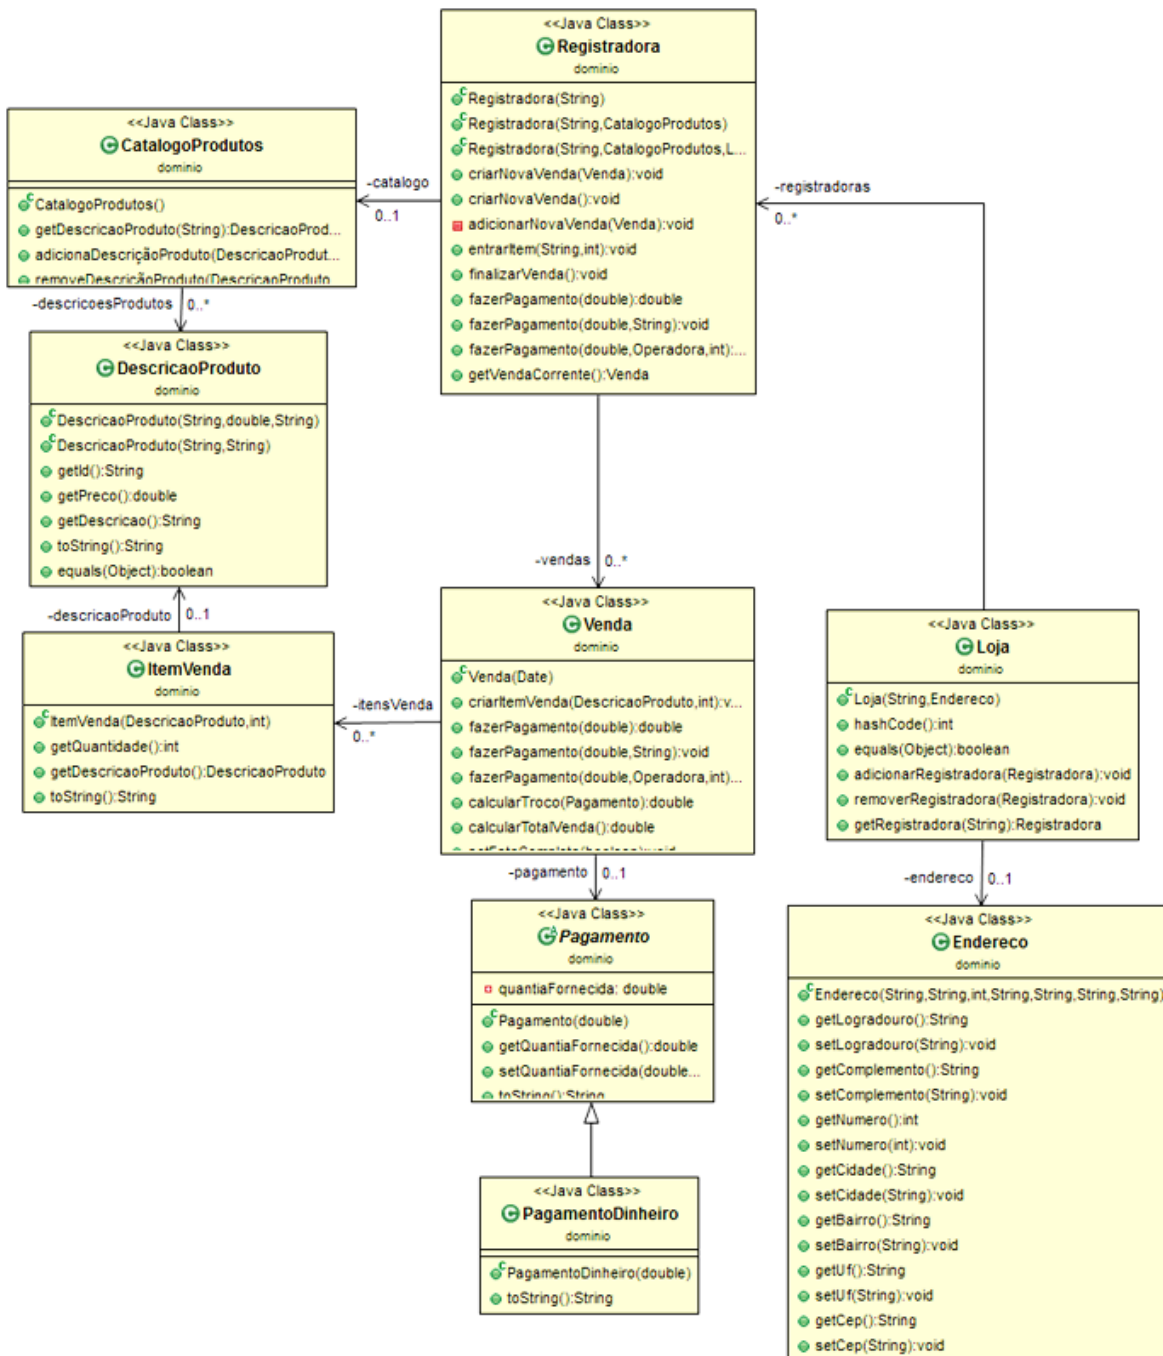 <<Java Class>>
Registradora
dominio
Registradora(String)
Registradora(String,CatalogoProdutos)
Registradora(String,CatalogoProdutos,L...
criarNovaVenda(Venda):void
criarNovaVenda():void
adicionarNovaVenda(Venda):void
entrarItem(String,int):void
finalizarVenda():void
fazerPagamento(double):double
fazerPagamento(double,String):void
fazerPagamento(double,Operadora,int):...
getVendaCorrente():Venda
<<Java Class>>
CatalogoProdutos
dominio
CatalogoProdutos()
getDescricaoProduto(String):DescricaoProd...
adicionaDescriçãoProduto(DescricaoProdut...
removeDescriçãoProduto(DescricaoProduto
-catalogo
0..1
-registradoras
0..*
-descricoesProdutos
0..*
<<Java Class>>
DescricaoProduto
dominio
DescricaoProduto(String,double,String)
DescricaoProduto(String,String)
getId():String
getPreco():double
getDescricao():String
toString():String
equals(Object):boolean
-descricaoProduto
0..1
<<Java Class>>
ItemVenda
dominio
ItemVenda(DescricaoProduto,int)
getQuantidade():int
getDescricaoProduto():DescricaoProduto
toString():String
-itensVenda
0..*
-vendas
0..*
<<Java Class>>
Venda
dominio
Venda(Date)
criarItemVenda(DescricaoProduto,int):v...
fazerPagamento(double):double
fazerPagamento(double,String):void
fazerPagamento(double,Operadora,int)...
calcularTroco(Pagamento):double
calcularTotalVenda():double
<<Java Class>>
Loja
dominio
Loja(String,Endereco)
hashCode():int
equals(Object):boolean
adicionarRegistradora(Registradora):void
removerRegistradora(Registradora):void
getRegistradora(String):Registradora
-pagamento
0..1
-endereco
0..1
<<Java Class>>
Pagamento
dominio
quantiaFornecida: double
Pagamento(double)
getQuantiaFornecida():double
setQuantiaFornecida(double...
toString():String
<<Java Class>>
PagamentoDinheiro
dominio
PagamentoDinheiro(double)
toString():String
<<Java Class>>
Endereco
dominio
Endereco(String,String,int,String,String,String,String)
getLogradouro():String
setLogradouro(String):void
getComplemento():String
setComplemento(String):void
getNumero():int
setNumero(int):void
getCidade():String
setCidade(String):void
getBairro():String
setBairro(String):void
getUf():String
setUf(String):void
getCep():String
setCep(String):void